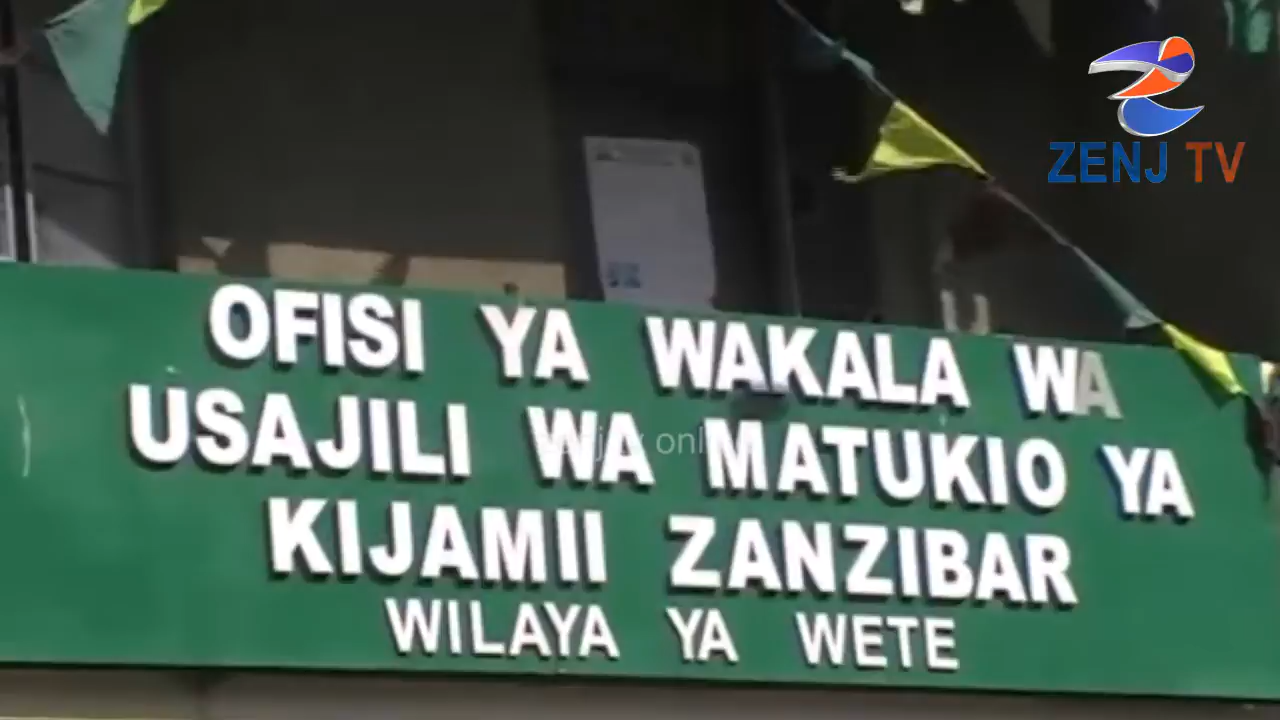 ZENJ TV
OFISI YA WAKALA WA
USAJILI WA MATUKIO YA
KIJAMII ZANZIBAR
WILAYA YA WETE